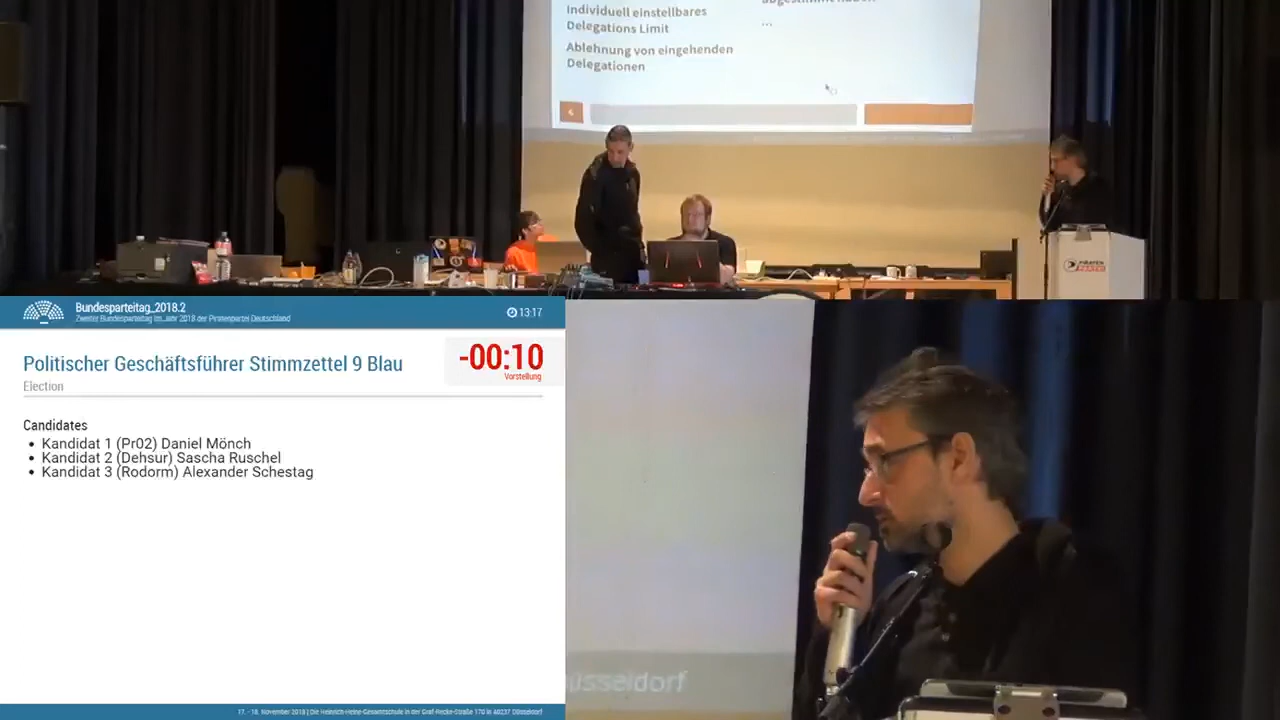 Individuell einstellbares
Delegations Limit
...
Ablehnung von eingehenden
Delegationen
PIRATEN
PARTEI
Bundesparteitag_2018.2
Zweiter Bundesparteitag im Jahr 2018 der Piratenpartei Deutschland
13:17
Politischer Geschäftsführer Stimmzettel 9 Blau
-00:10
Vorstellung
Election
Candidates
Kandidat 1 (Pr02) Daniel Mönch
Kandidat 2 (Dehsur) Sascha Ruschel
Kandidat 3 (Rodorm) Alexander Schestag
17. - 18. November 2018 | Die Heinrich-Heine-Gesamtschule in der Graf-Recke-Straße 170 in 40237 Düsseldorf
üsseldorf